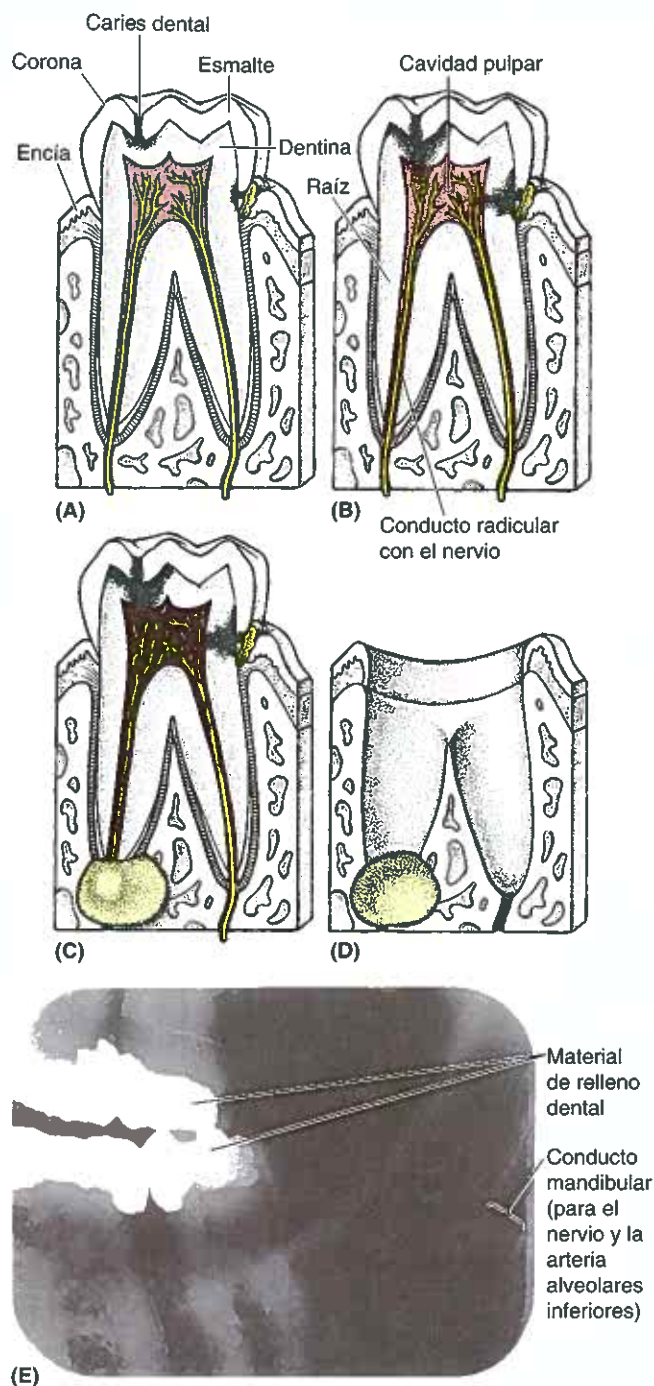 Caries dental
Corona
Esmalte
Cavidad pulpar
Encía
Dentina
Raíz
(A)
(B)
Conducto radicular
con el nervio
(C)
(D)
Material
de relleno
dental
Conducto
mandibular
(para el
nervio y la
arteria
alveolares
inferiores)
(E)